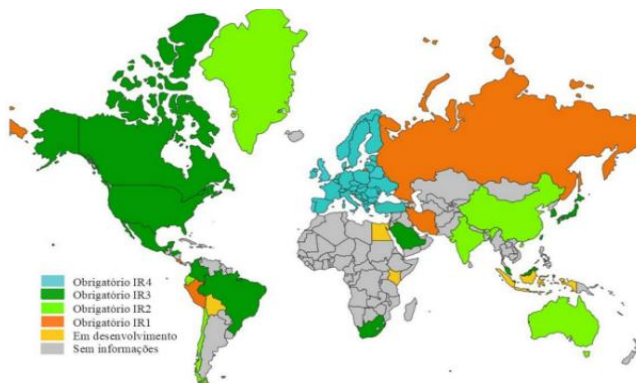 Obrigatório IR4
Obrigatório IR3
Obrigatório IR2
Obrigatório IR1
Em desenvolvimento
Sem informações